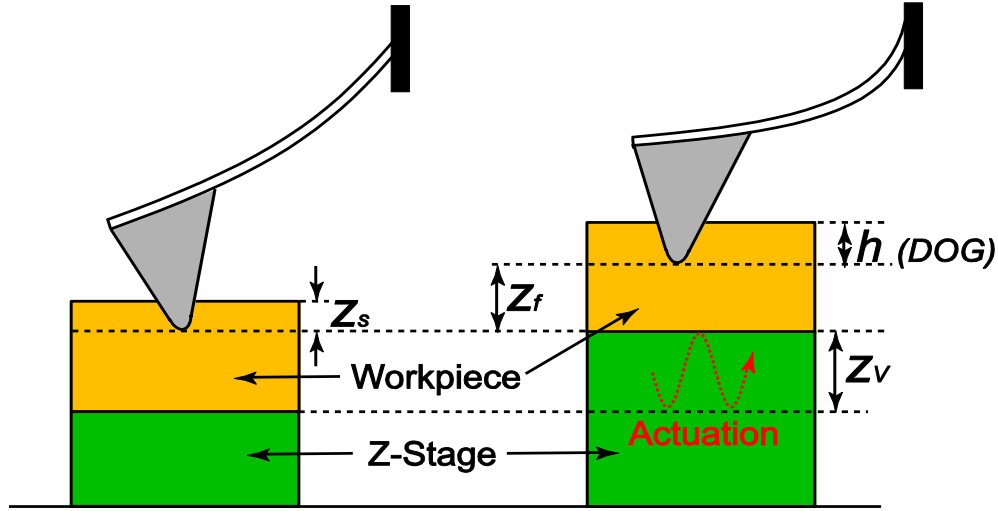 h (DOG)
Zf
Zs
Workpiece
ZV
Actuation
Z-Stage